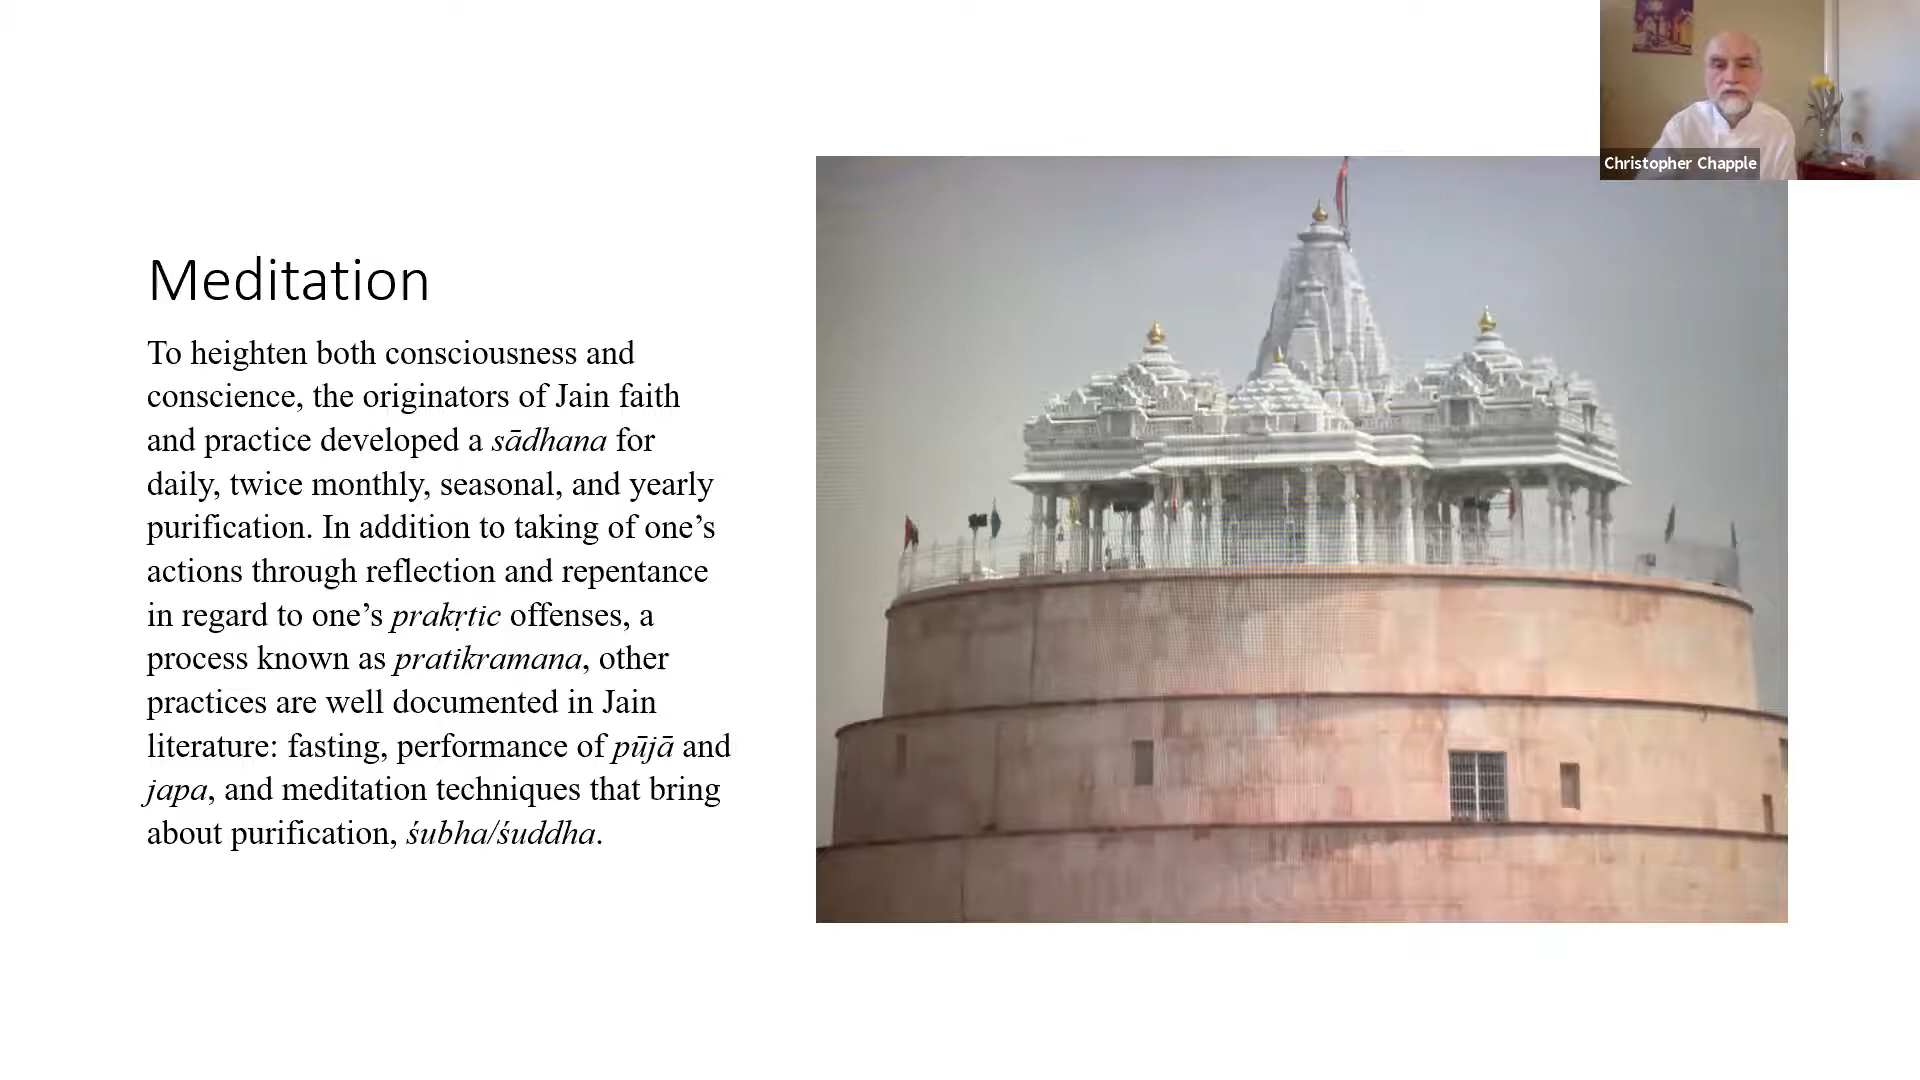 Christopher Chapple
Meditation
To heighten both consciousness and
conscience, the originators of Jain faith
and practice developed a sādhana for
daily, twice monthly, seasonal, and yearly
purification. In addition to taking of one’s
actions through reflection and repentance
in regard to one’s prakṛtic offenses, a
process known as pratikramana, other
practices are well documented in Jain
literature: fasting, performance of pūjā and
japa, and meditation techniques that bring
about purification, śubha/śuddha.